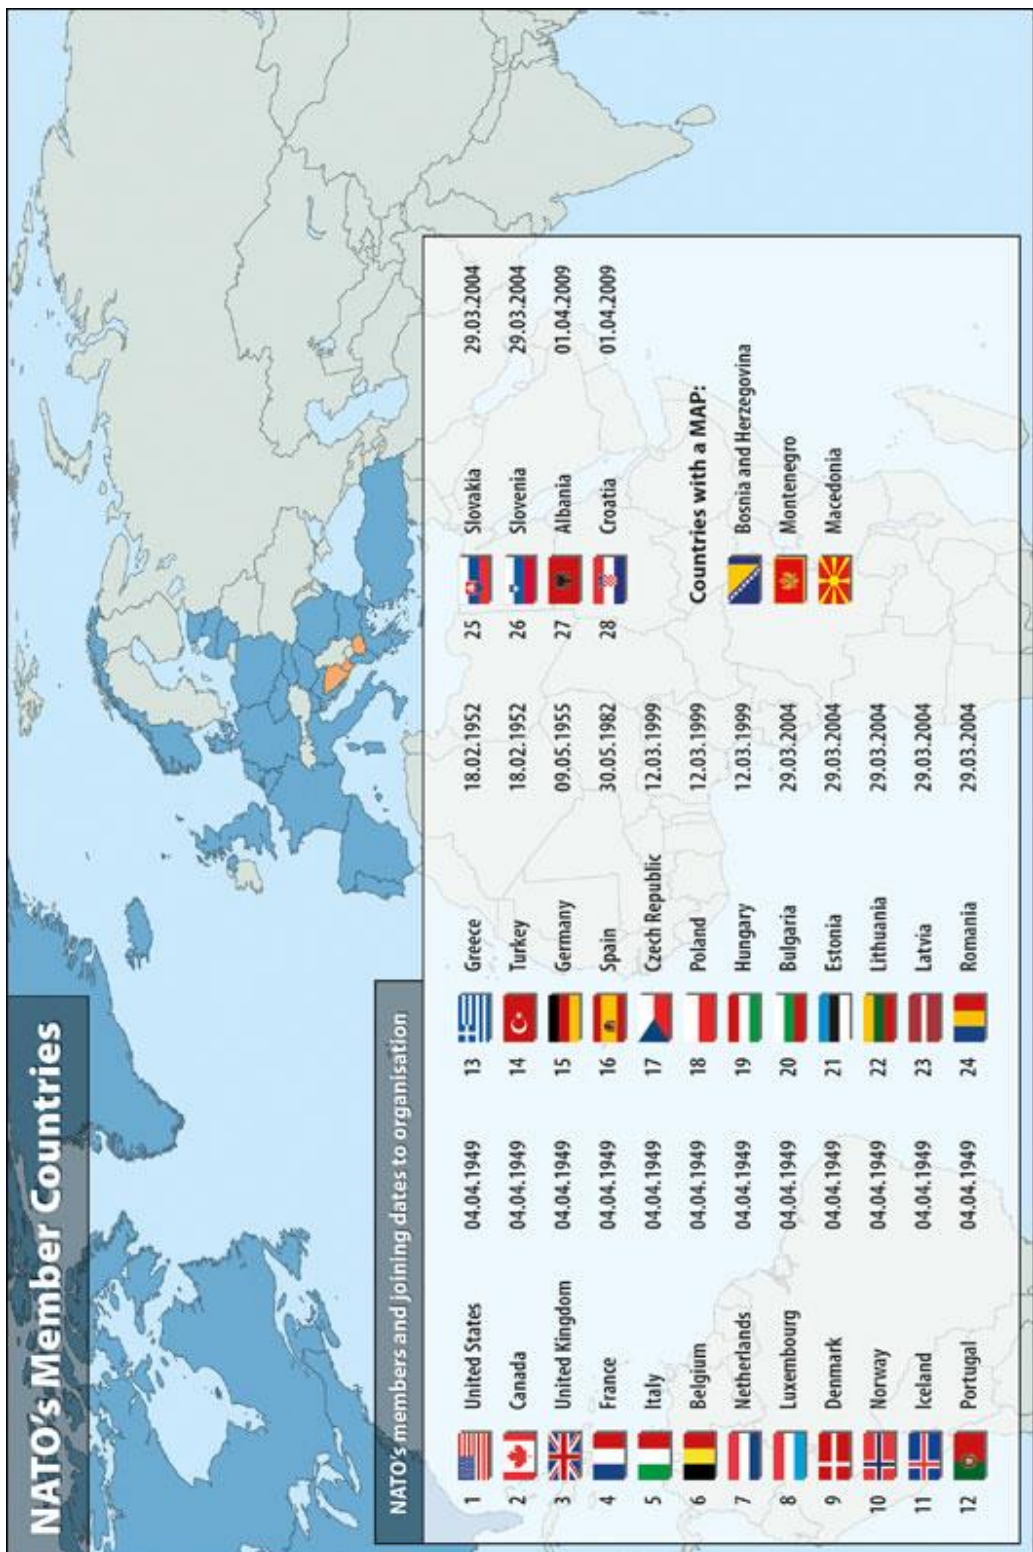 NATO's Member Countries
NATO's members and joining dates to organisation
1 United States 04.04.1949
2 Canada 04.04.1949
3 United Kingdom 04.04.1949
4 France 04.04.1949
5 Italy 04.04.1949
6 Belgium 04.04.1949
7 Netherlands 04.04.1949
8 Luxembourg 04.04.1949
9 Denmark 04.04.1949
10 Norway 04.04.1949
11 Iceland 04.04.1949
12 Portugal 04.04.1949
13 Greece 18.02.1952
14 Turkey 18.02.1952
15 Germany 09.05.1955
16 Spain 30.05.1982
17 Czech Republic 12.03.1999
18 Poland 12.03.1999
19 Hungary 12.03.1999
20 Bulgaria 29.03.2004
21 Estonia 29.03.2004
22 Lithuania 29.03.2004
23 Latvia 29.03.2004
24 Romania 29.03.2004
25 Slovakia 29.03.2004
26 Slovenia 29.03.2004
27 Albania 01.04.2009
28 Croatia 01.04.2009
Countries with a MAP:
Bosnia and Herzegovina
Montenegro
Macedonia